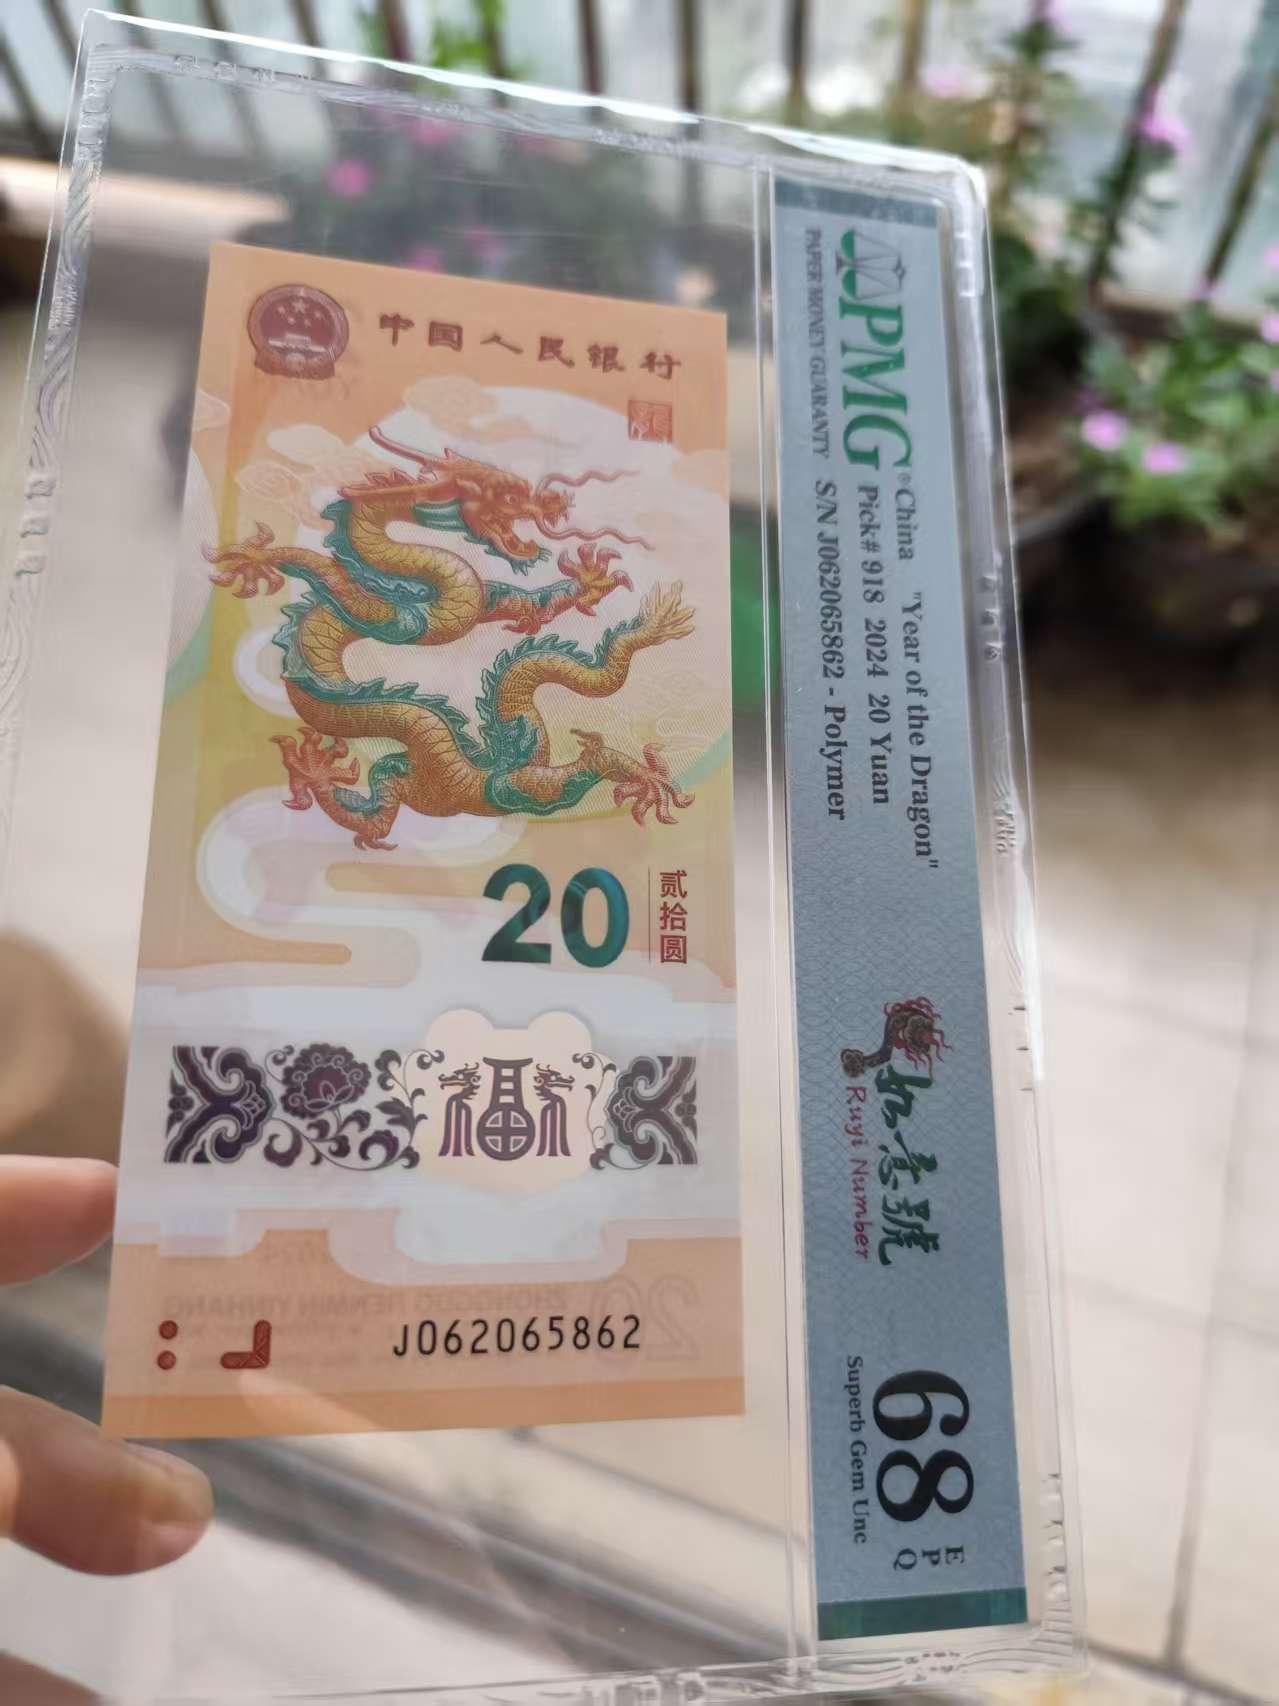 中国人民银行
20
贰拾圆
福
J062065862
PMG®
PAPER MONEY GUARANTY
China "Year of the Dragon"
Pick# 918 2024 20 Yuan
S/N J062065862 - Polymer
如意號
Ruyi Number
68
EPQ
Superb Gem Unc